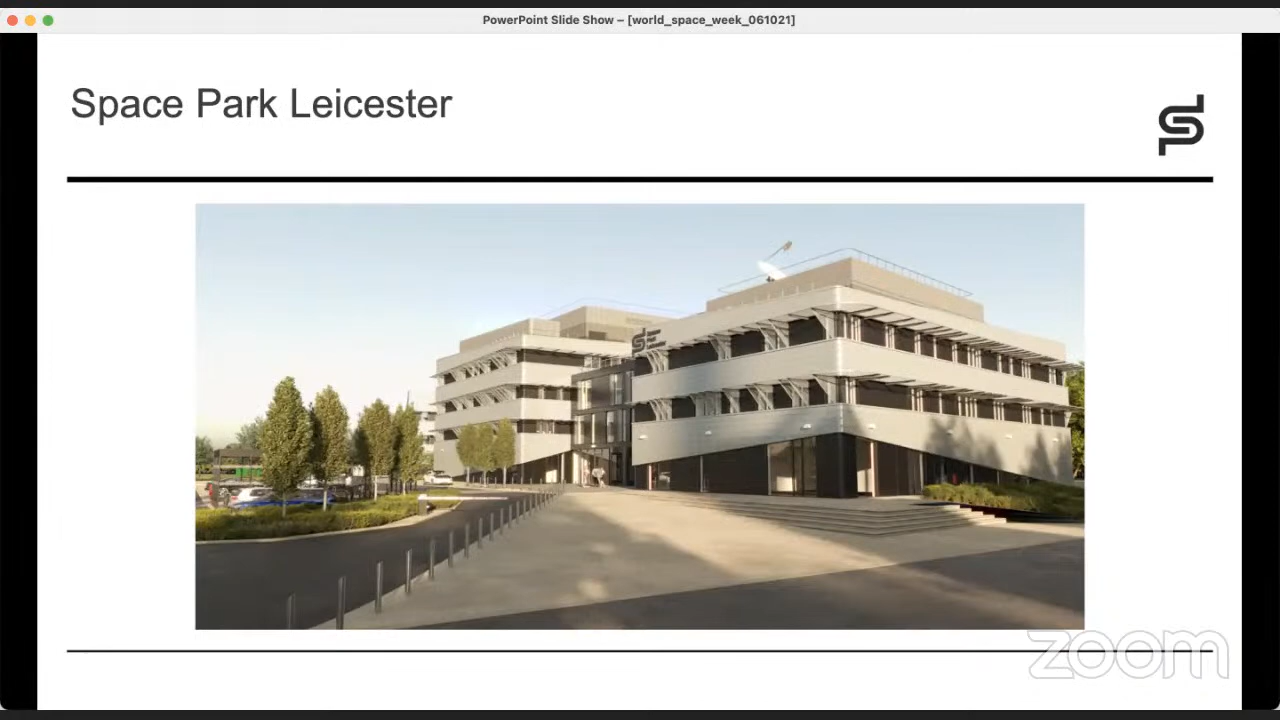 PowerPoint Slide Show – [world_space_week_061021]
Space Park Leicester
zoom